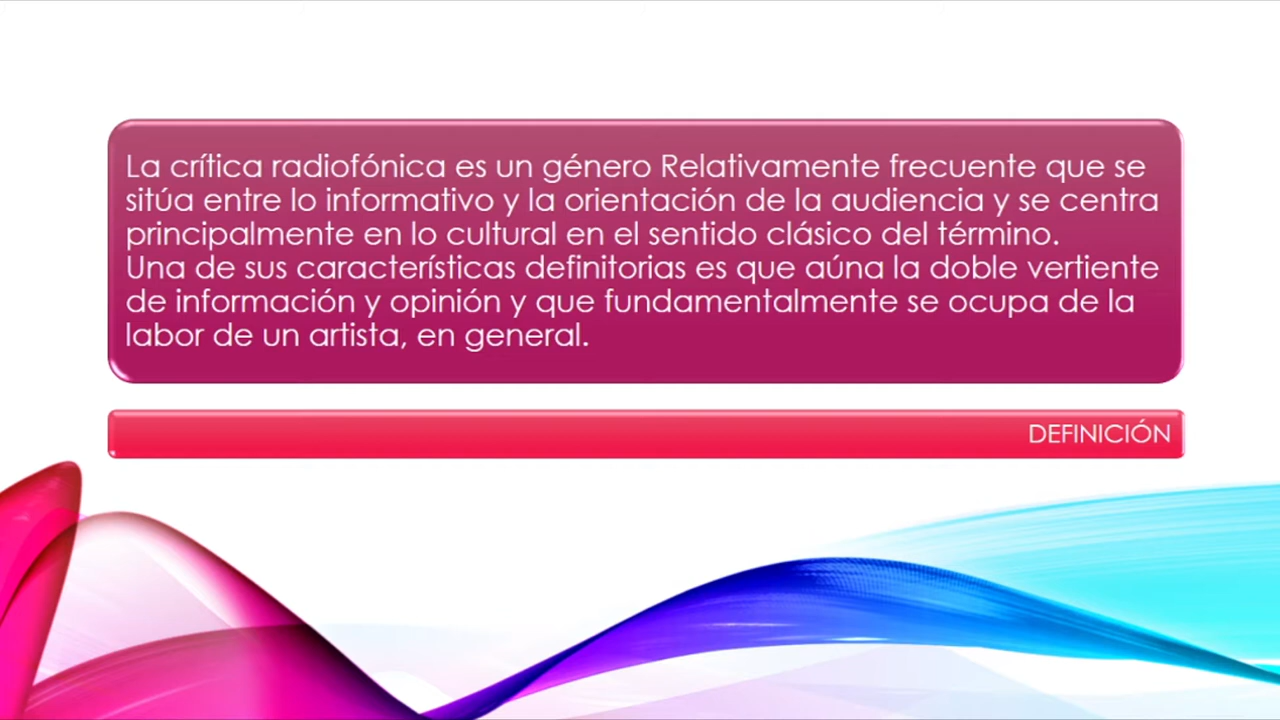 La crítica radiofónica es un género Relativamente frecuente que se
sitúa entre lo informativo y la orientación de la audiencia y se centra
principalmente en lo cultural en el sentido clásico del término.
Una de sus características definitorias es que aúna la doble vertiente
de información y opinión y que fundamentalmente se ocupa de la
labor de un artista, en general.
DEFINICIÓN